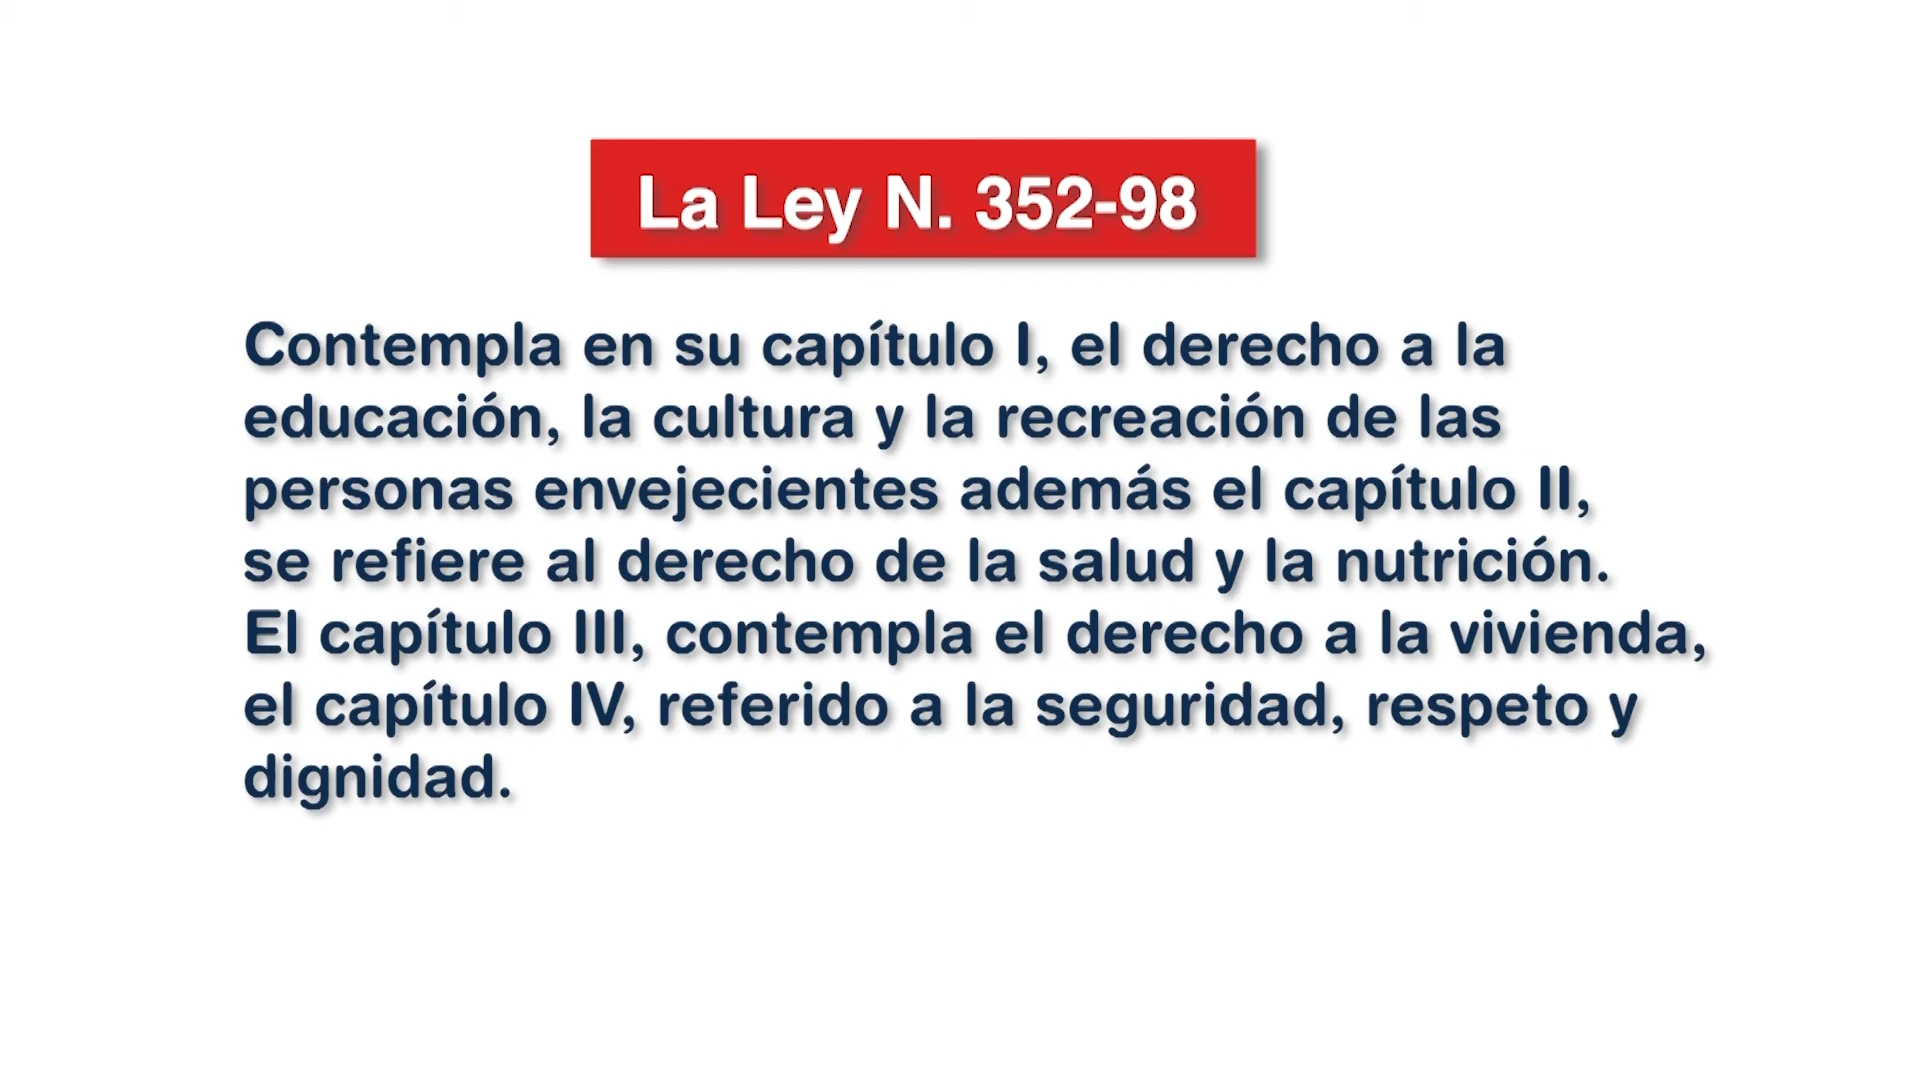 La Ley N. 352-98
Contempla en su capítulo I, el derecho a la
educación, la cultura y la recreación de las
personas envejecientes además el capítulo II,
se refiere al derecho de la salud y la nutrición.
El capítulo III, contempla el derecho a la vivienda,
el capítulo IV, referido a la seguridad, respeto y
dignidad.